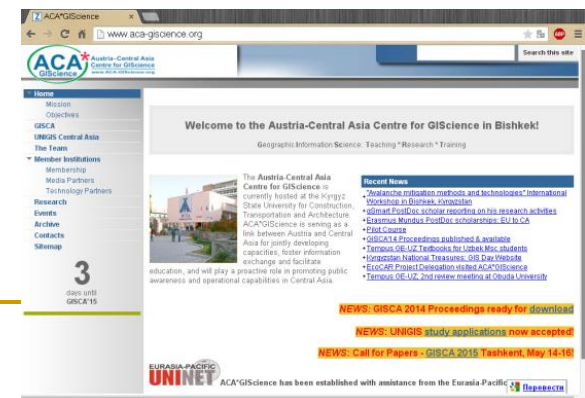 ACA*GIScience
www.aca-giscience.org
ACA*
GIScience
Austria-Central Asia
Centre for GIScience
www.ACA-GIScience.org
Search this site
Home
Mission
Objectives
GISCA
UNIGIS Central Asia
The Team
Member Institutions
Membership
Media Partners
Technology Partners
Research
Events
Archive
Contacts
Sitemap
3
days until
GISCA'15
Welcome to the Austria-Central Asia Centre for GIScience in Bishkek!
Geographic Information Science: Teaching * Research * Training
The Austria-Central Asia
Centre for GIScience is
currently hosted at the Kyrgyz
State University for Construction,
Transportation and Architecture.
ACA*GIScience is serving as a
link between Austria and Central
Asia for jointly developing
capacities, foster information
exchange and facilitate
education, and will play a proactive role in promoting public
awareness and operational capabilities in Central Asia.
Recent News
"Avalanche mitigation methods and technologies" International
Workshop in Bishkek, Kyrgyzstan
gSmart PostDoc scholar reporting on his research activities
Erasmus Mundus PostDoc scholarships: EU to CA
Pilot Course
GISCA'14 Proceedings published & available
Tempus GE-UZ Textbooks for Uzbek Msc students
Kyrgyzstan National Treasures: GIS Day Website
EcoCAR Project Delegation visited ACA*GIScience
Tempus GE-UZ: 2nd review meeting at Obuda University
NEWS: GISCA 2014 Proceedings ready for download
NEWS: UNIGIS study applications now accepted!
NEWS: Call for Papers - GISCA 2015 Tashkent, May 14-16!
EURASIA-PACIFIC
UNINET
ACA*GIScience has been established with assistance from the Eurasia-Pacific
Перевести